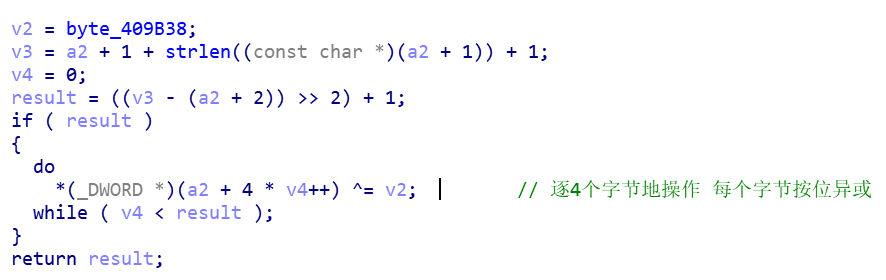 v2 = byte_409B38;
v3 = a2 + 1 + strlen((const char *)(a2 + 1)) + 1;
v4 = 0;
result = ((v3 - (a2 + 2)) >> 2) + 1;
if ( result )
{
  do
    *(_DWORD *)(a2 + 4 * v4++) ^= v2;  // 逐4个字节地操作 每个字节按位异或
  while ( v4 < result );
}
return result;